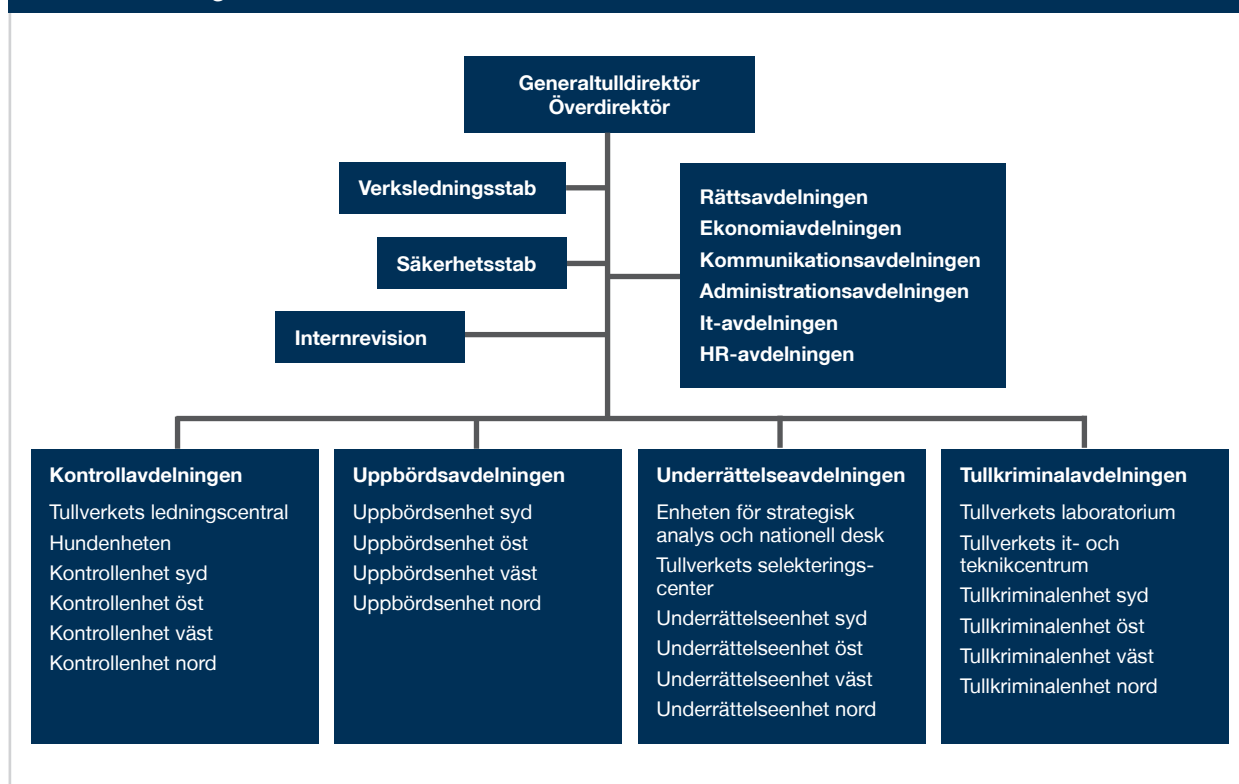 Generaltulldirektör
Överdirektör
Verksledningsstab
Säkerhetsstab
Internrevision
Rättsavdelningen
Ekonomiavdelningen
Kommunikationsavdelningen
Administrationsavdelningen
It-avdelningen
HR-avdelningen
Kontrollavdelningen
Tullverkets ledningscentral
Hundenheten
Kontrollenhet syd
Kontrollenhet öst
Kontrollenhet väst
Kontrollenhet nord
Uppbördsavdelningen
Uppbördsenhet syd
Uppbördsenhet öst
Uppbördsenhet väst
Uppbördsenhet nord
Underrättelseavdelningen
Enheten för strategisk
analys och nationell desk
Tullverkets selekterings-
center
Underrättelseenhet syd
Underrättelseenhet öst
Underrättelseenhet väst
Underrättelseenhet nord
Tullkriminalavdelningen
Tullverkets laboratorium
Tullverkets it- och
teknikcentrum
Tullkriminalenhet syd
Tullkriminalenhet öst
Tullkriminalenhet väst
Tullkriminalenhet nord